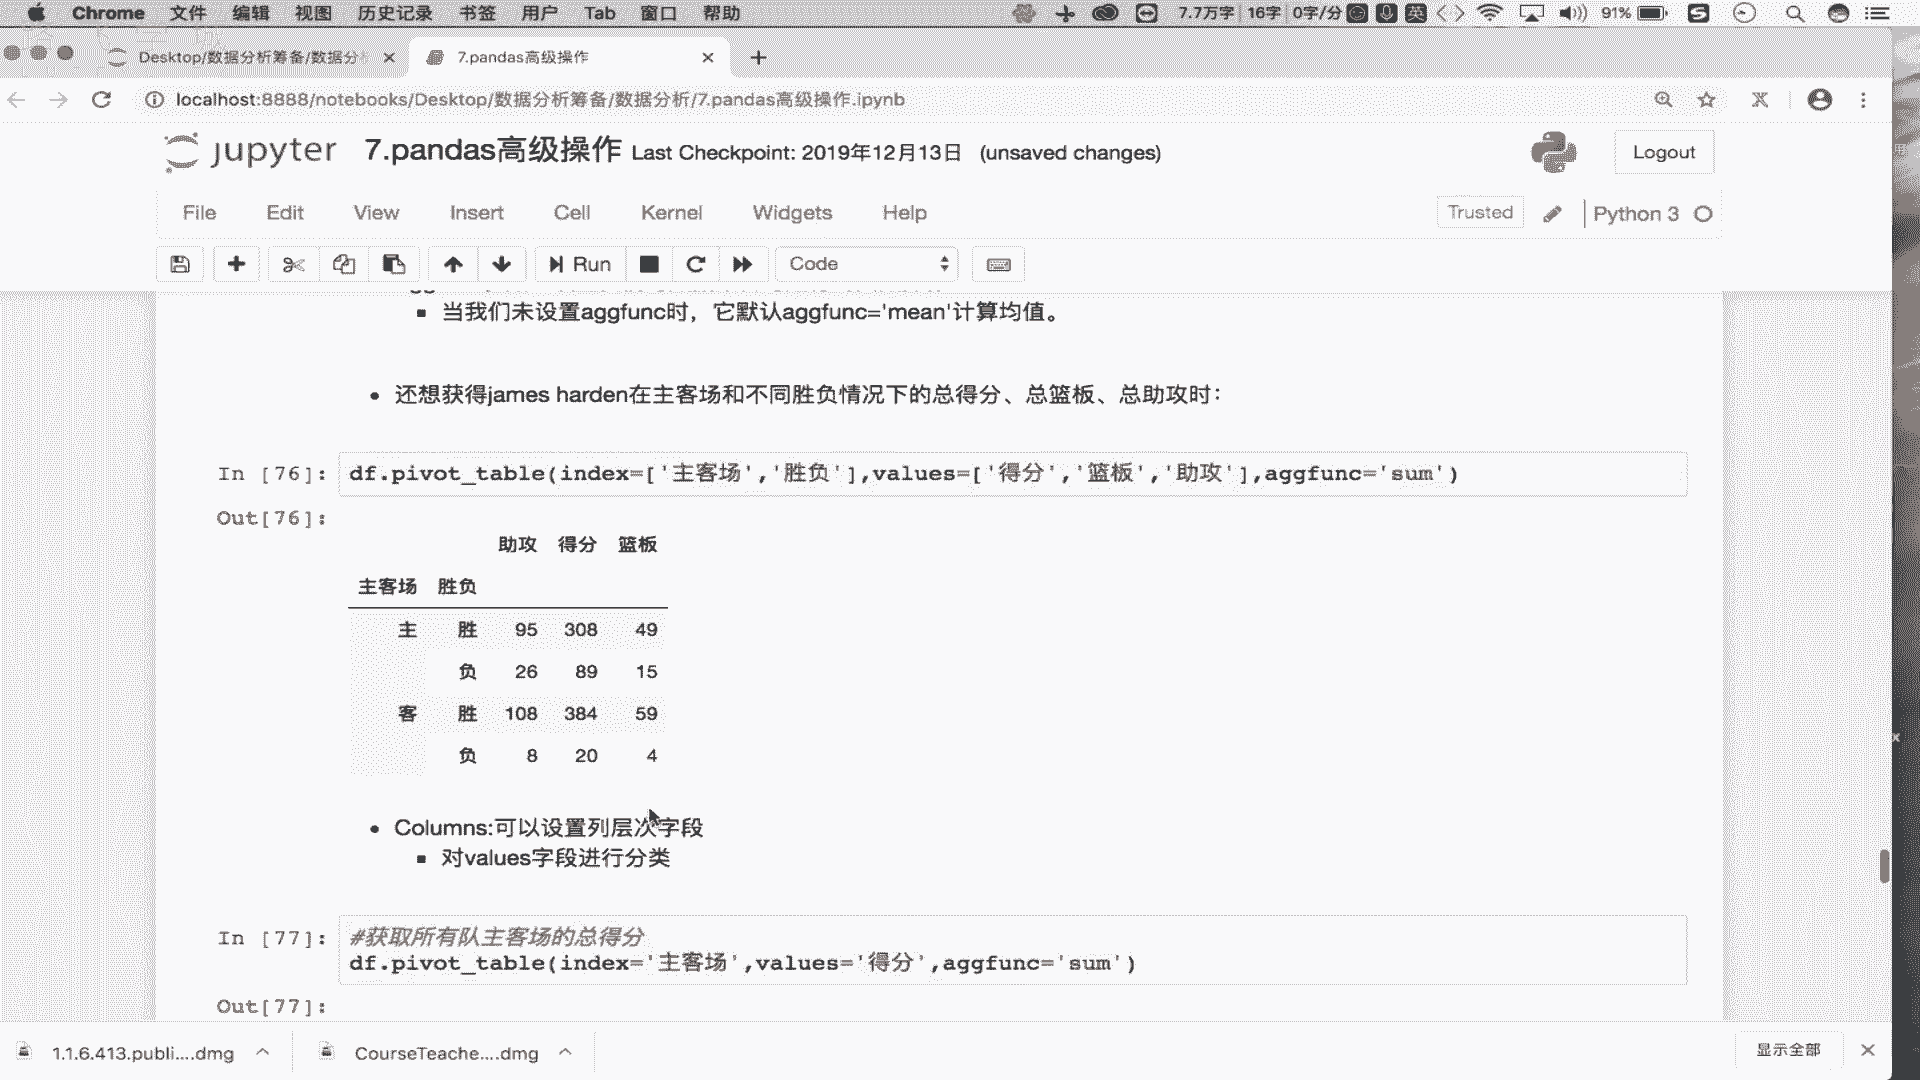 Chrome 文件 编辑 视图 历史记录 书签 用户 Tab 窗口 帮助 7.7万字 16字 0字/分 英 91%
Desktop/数据分析筹备/数据分 7.pandas高级操作
localhost:8888/notebooks/Desktop/数据分析筹备/数据分析/7.pandas高级操作.ipynb
jupyter 7.pandas高级操作 Last Checkpoint: 2019年12月13日 (unsaved changes) Logout
File Edit View Insert Cell Kernel Widgets Help Trusted Python 3
Run Code
当我们未设置aggfunc时，它默认aggfunc='mean'计算均值。
还想获得james harden在主客场和不同胜负情况下的总得分、总篮板、总助攻时：
In [76]: df.pivot_table(index=['主客场','胜负'],values=['得分','篮板','助攻'],aggfunc='sum')
Out[76]:
助攻 得分 篮板
主客场 胜负
主 胜 95 308 49
负 26 89 15
客 胜 108 384 59
负 8 20 4
Columns:可以设置列层次字段
对values字段进行分类
In [77]: #获取所有队主客场的总得分
df.pivot_table(index='主客场',values='得分',aggfunc='sum')
Out[77]:
1.1.6.413.publi....dmg CourseTeache....dmg 显示全部